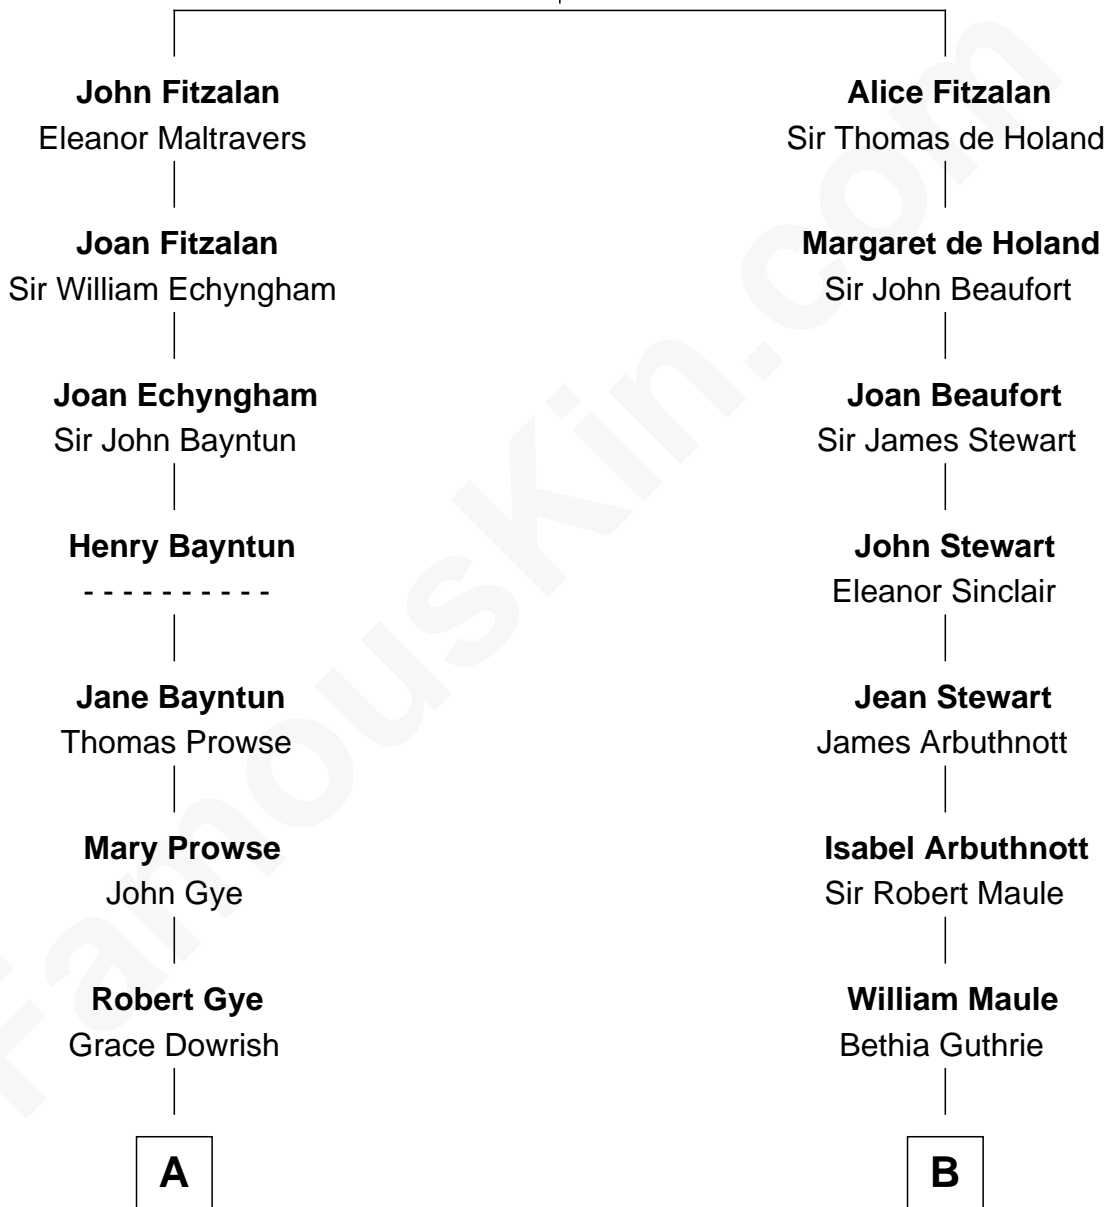 John Fitzalan
Eleanor Maltravers
Joan Fitzalan
Sir William Echyngham
Joan Echyngham
Sir John Bayntun
Henry Bayntun
- - - - - - - - - -
Jane Bayntun
Thomas Prowse
Mary Prowse
John Gye
Robert Gye
Grace Dowrish
A
Alice Fitzalan
Sir Thomas de Holand
Margaret de Holand
Sir John Beaufort
Joan Beaufort
Sir James Stewart
John Stewart
Eleanor Sinclair
Jean Stewart
James Arbuthnott
Isabel Arbuthnott
Sir Robert Maule
William Maule
Bethia Guthrie
B
FamousKin.com